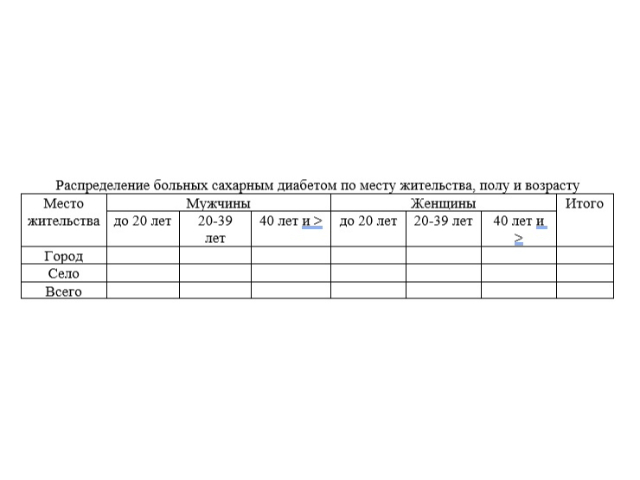 Распределение больных сахарным диабетом по месту жительства, полу и возрасту
Место жительства Мужчины Женщины Итого
до 20 лет 20-39 лет 40 лет и > до 20 лет 20-39 лет 40 лет и >
Город
Село
Всего